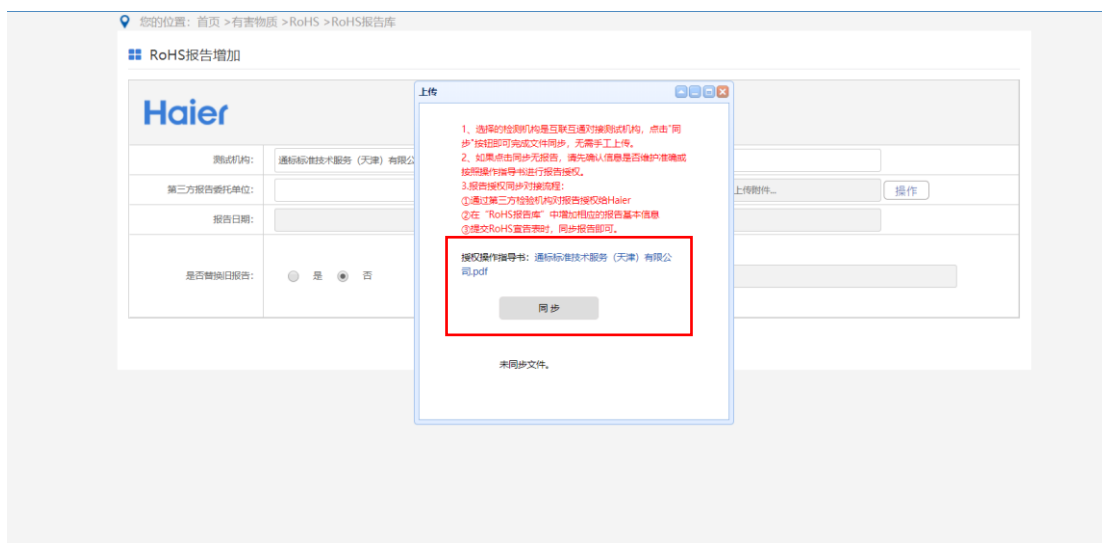 您的位置：首页 >有害物质 >RoHS >RoHS报告库
RoHS报告增加
Haier
测试机构：
通标标准技术服务（天津）有限公
第三方报告委托单位：
上传附件...
操作
报告日期：
是否替换旧报告：
是
否
上传
1、选择的检测机构是互联互通对接测试机构，点击"同
步"按钮即可完成文件同步，无需手工上传。
2、如果点击同步无报告，请先确认信息是否维护准确或
按照操作指导书进行报告授权。
3.报告授权同步对接流程：
①通过第三方检验机构对报告授权给Haier
②在“RoHS报告库”中增加相应的报告基本信息
③提交RoHS宣告表时，同步报告即可。
授权操作指导书：通标标准技术服务（天津）有限公
司.pdf
同步
未同步文件。